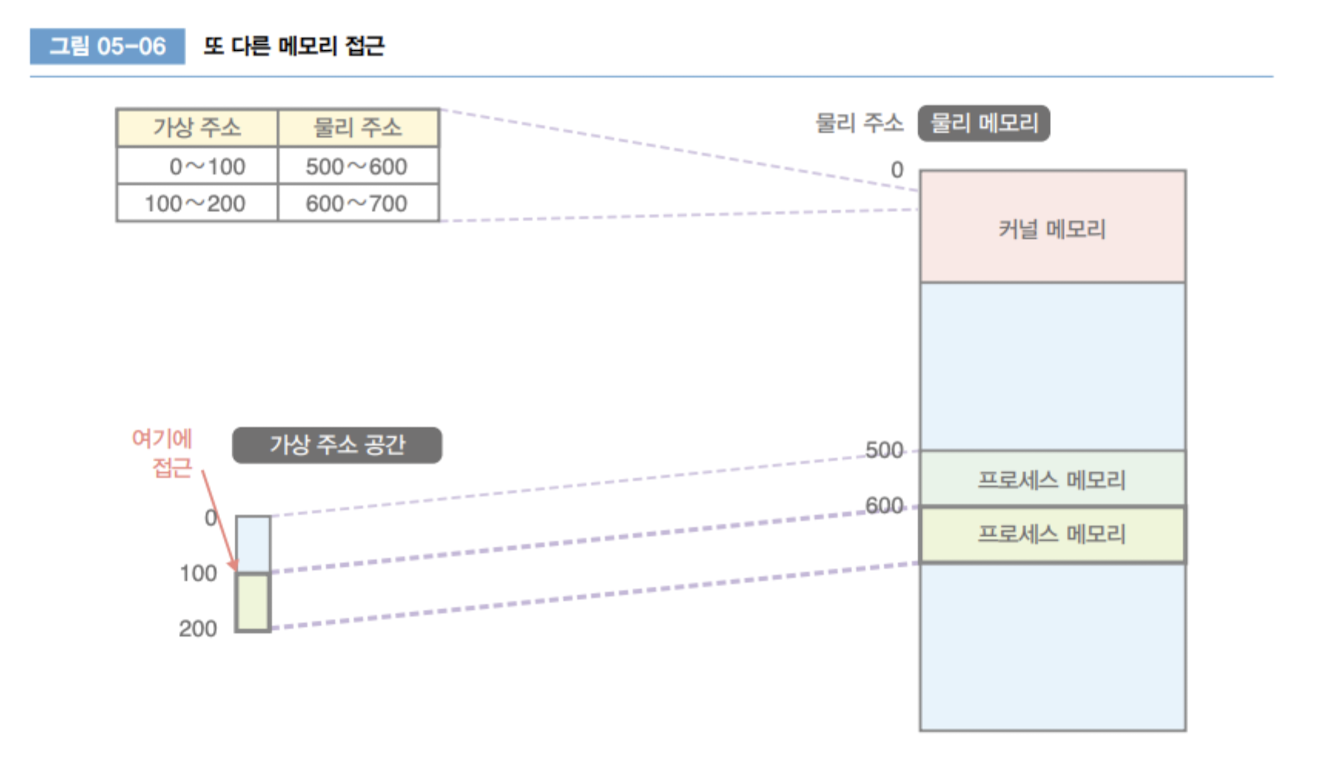 그림 05-06 또 다른 메모리 접근
가상 주소 물리 주소
0~100 500~600
100~200 600~700
물리 주소 물리 메모리
0
커널 메모리
여기에
접근
가상 주소 공간
0
100
200
500
프로세스 메모리
600
프로세스 메모리